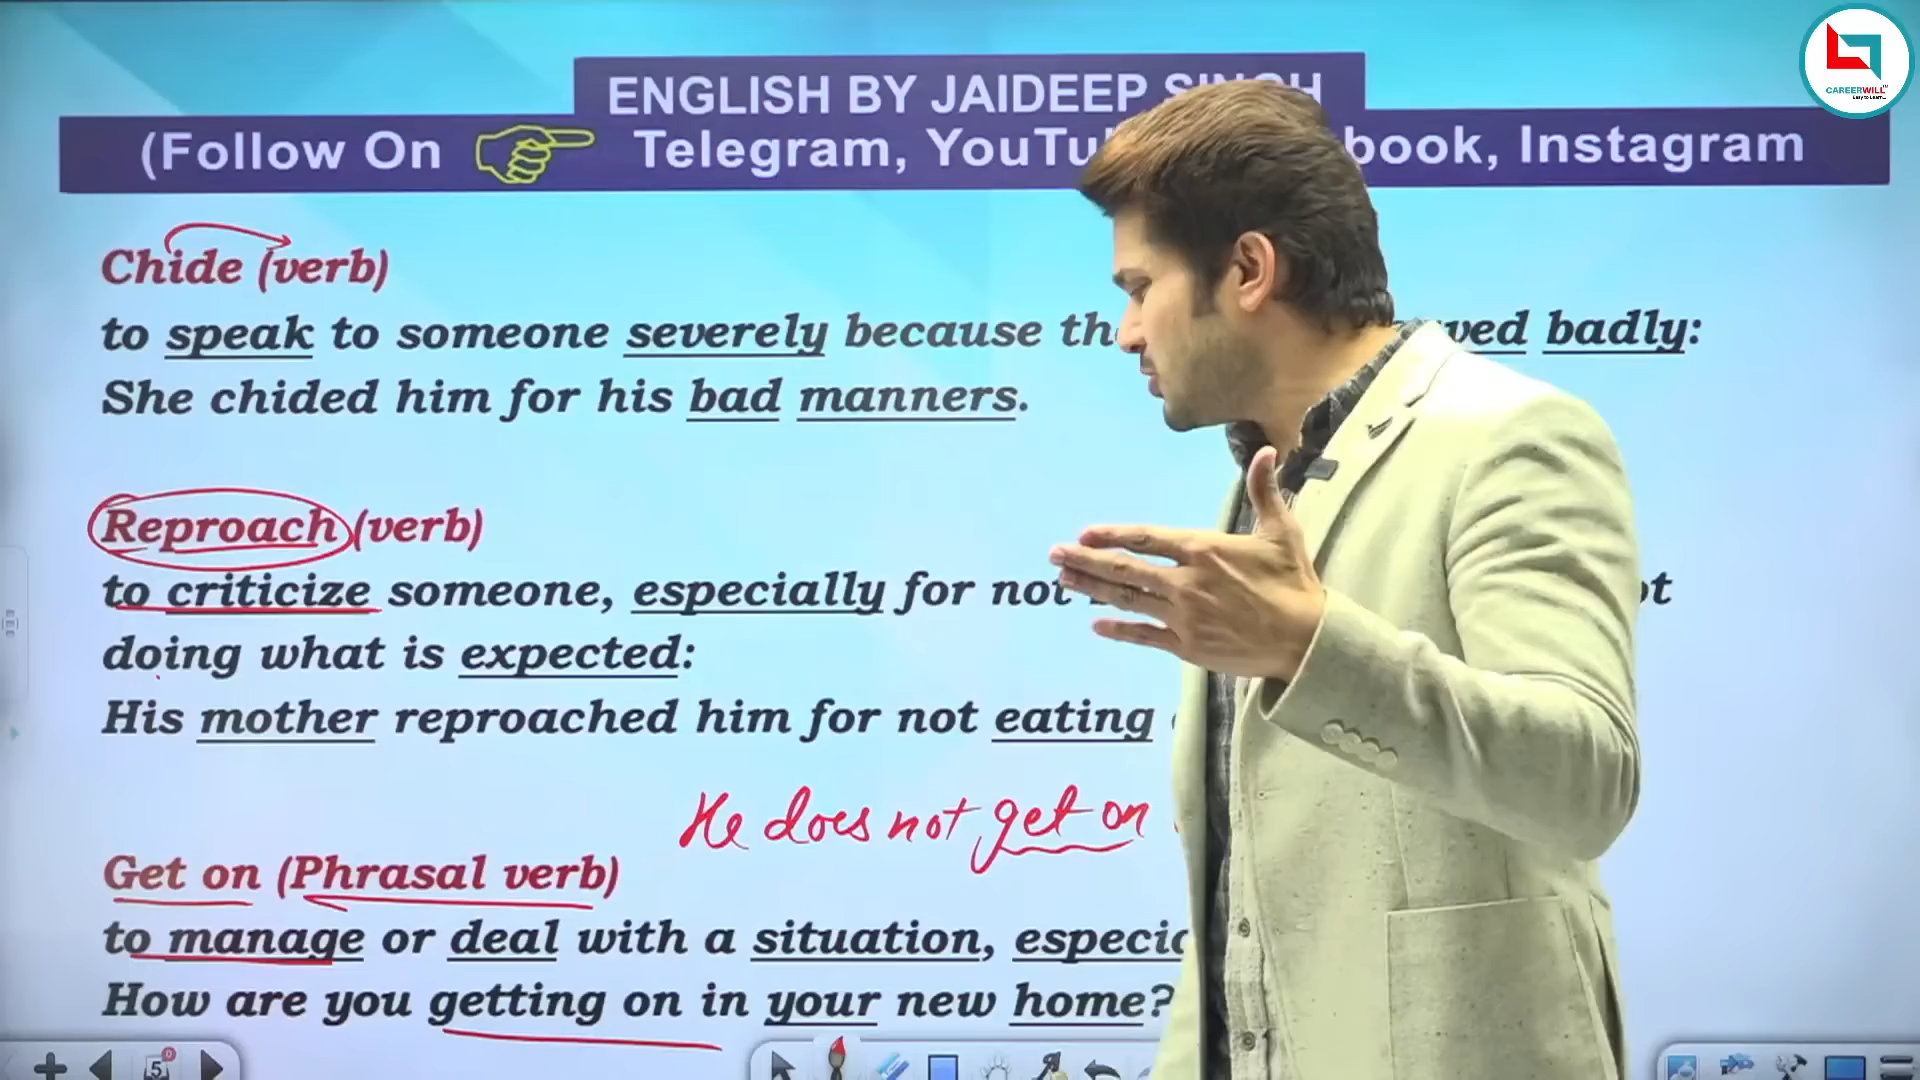 ENGLISH BY JAIDEEP SINGH
(Follow On Telegram, YouTu book, Instagram
CAREERWILL
Chide (verb)
to speak to someone severely because badly:
She chided him for his bad manners.
Reproach (verb)
to criticize someone, especially for not
doing what is expected:
His mother reproached him for not eating
He does not get on
Get on (Phrasal verb)
to manage or deal with a situation,
How are you getting on in your new home?
5
0